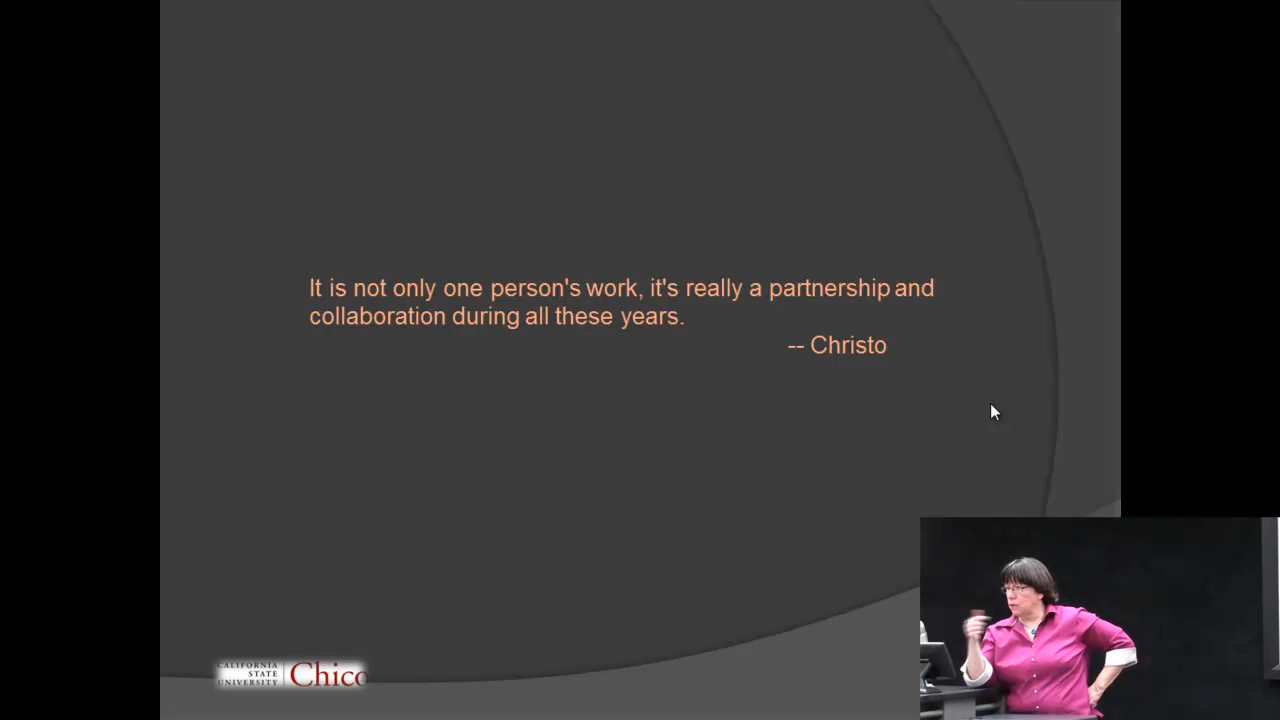 It is not only one person's work, it's really a partnership and
collaboration during all these years.
-- Christo
CALIFORNIA
STATE
UNIVERSITY
Chico